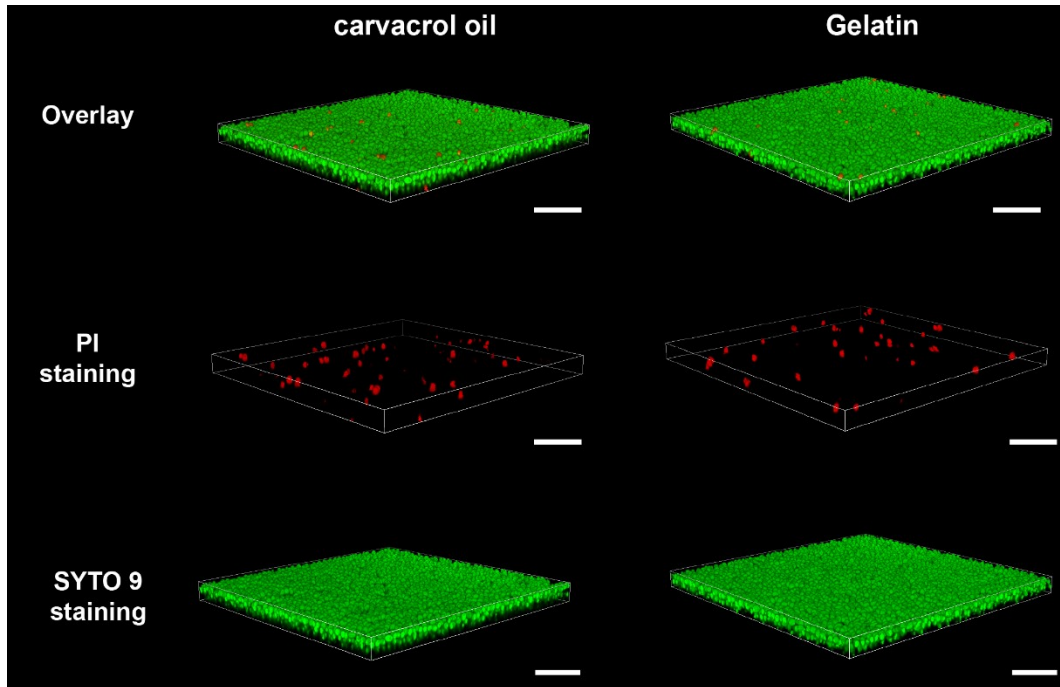 carvacrol oil
Gelatin
Overlay
PI
staining
SYTO 9
staining